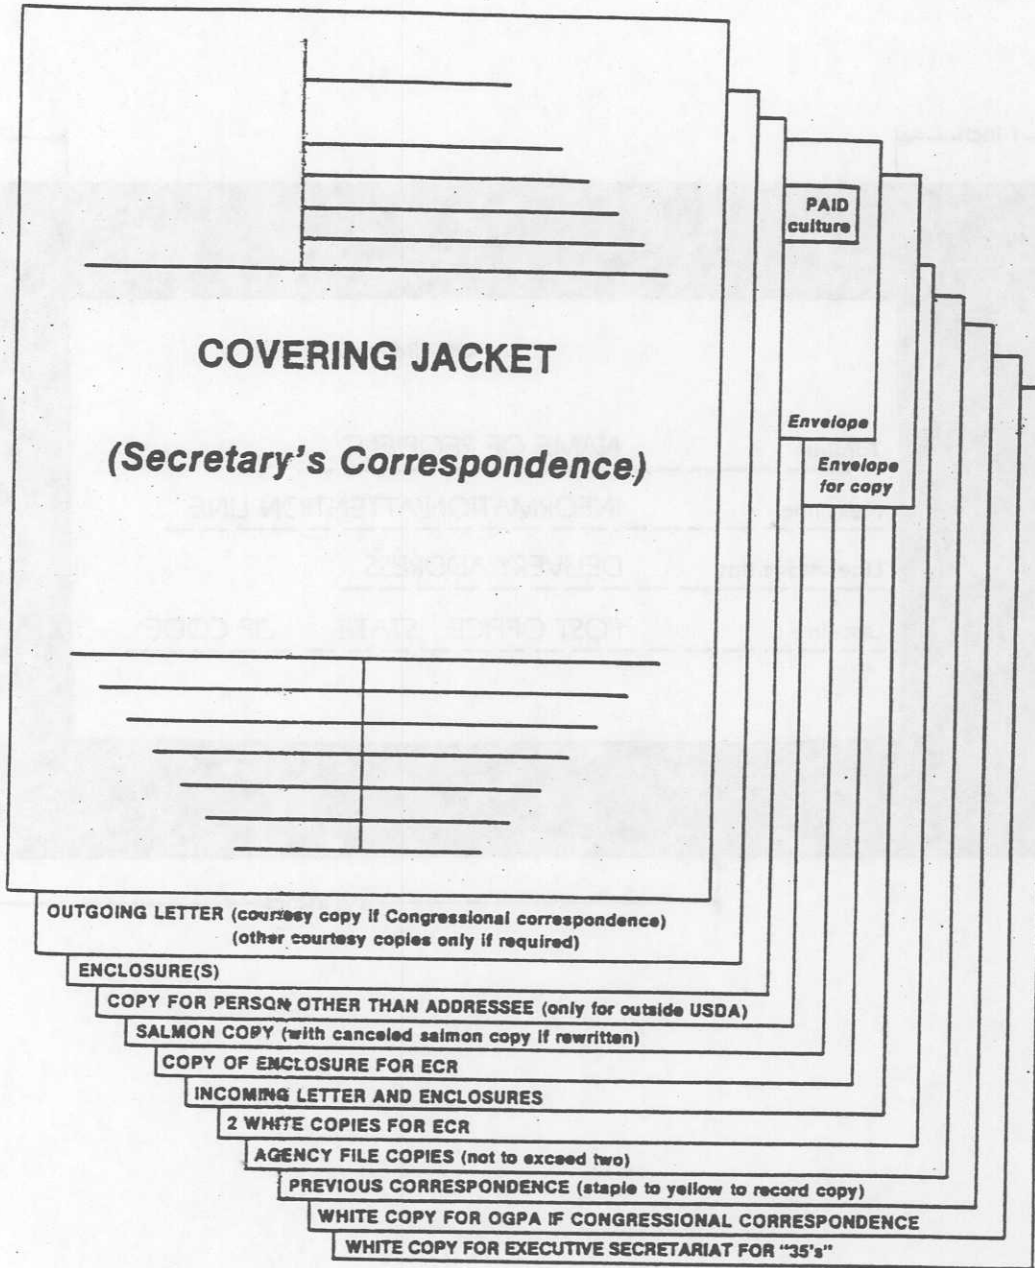 PAID
culture
COVERING JACKET
(Secretary's Correspondence)
Envelope
Envelope
for copy
OUTGOING LETTER (courtesy copy if Congressional correspondence)
(other courtesy copies only if required)
ENCLOSURE(S)
COPY FOR PERSON OTHER THAN ADDRESSEE (only for outside USDA)
SALMON COPY (with canceled salmon copy if rewritten)
COPY OF ENCLOSURE FOR ECR
INCOMING LETTER AND ENCLOSURES
2 WHITE COPIES FOR ECR
AGENCY FILE COPIES (not to exceed two)
PREVIOUS CORRESPONDENCE (staple to yellow to record copy)
WHITE COPY FOR OGPA IF CONGRESSIONAL CORRESPONDENCE
WHITE COPY FOR EXECUTIVE SECRETARIAT FOR "35's"